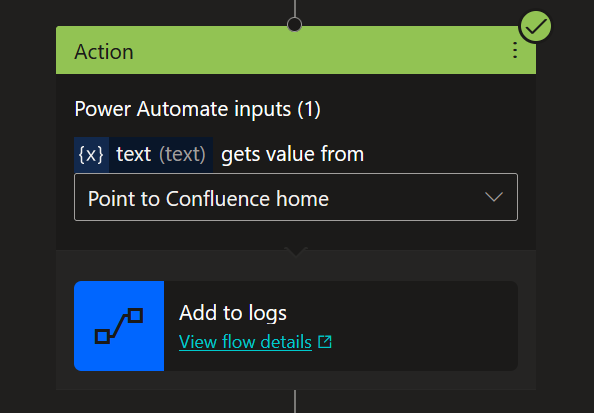 Action
Power Automate inputs (1)
{x} text (text) gets value from
Point to Confluence home
Add to logs
View flow details